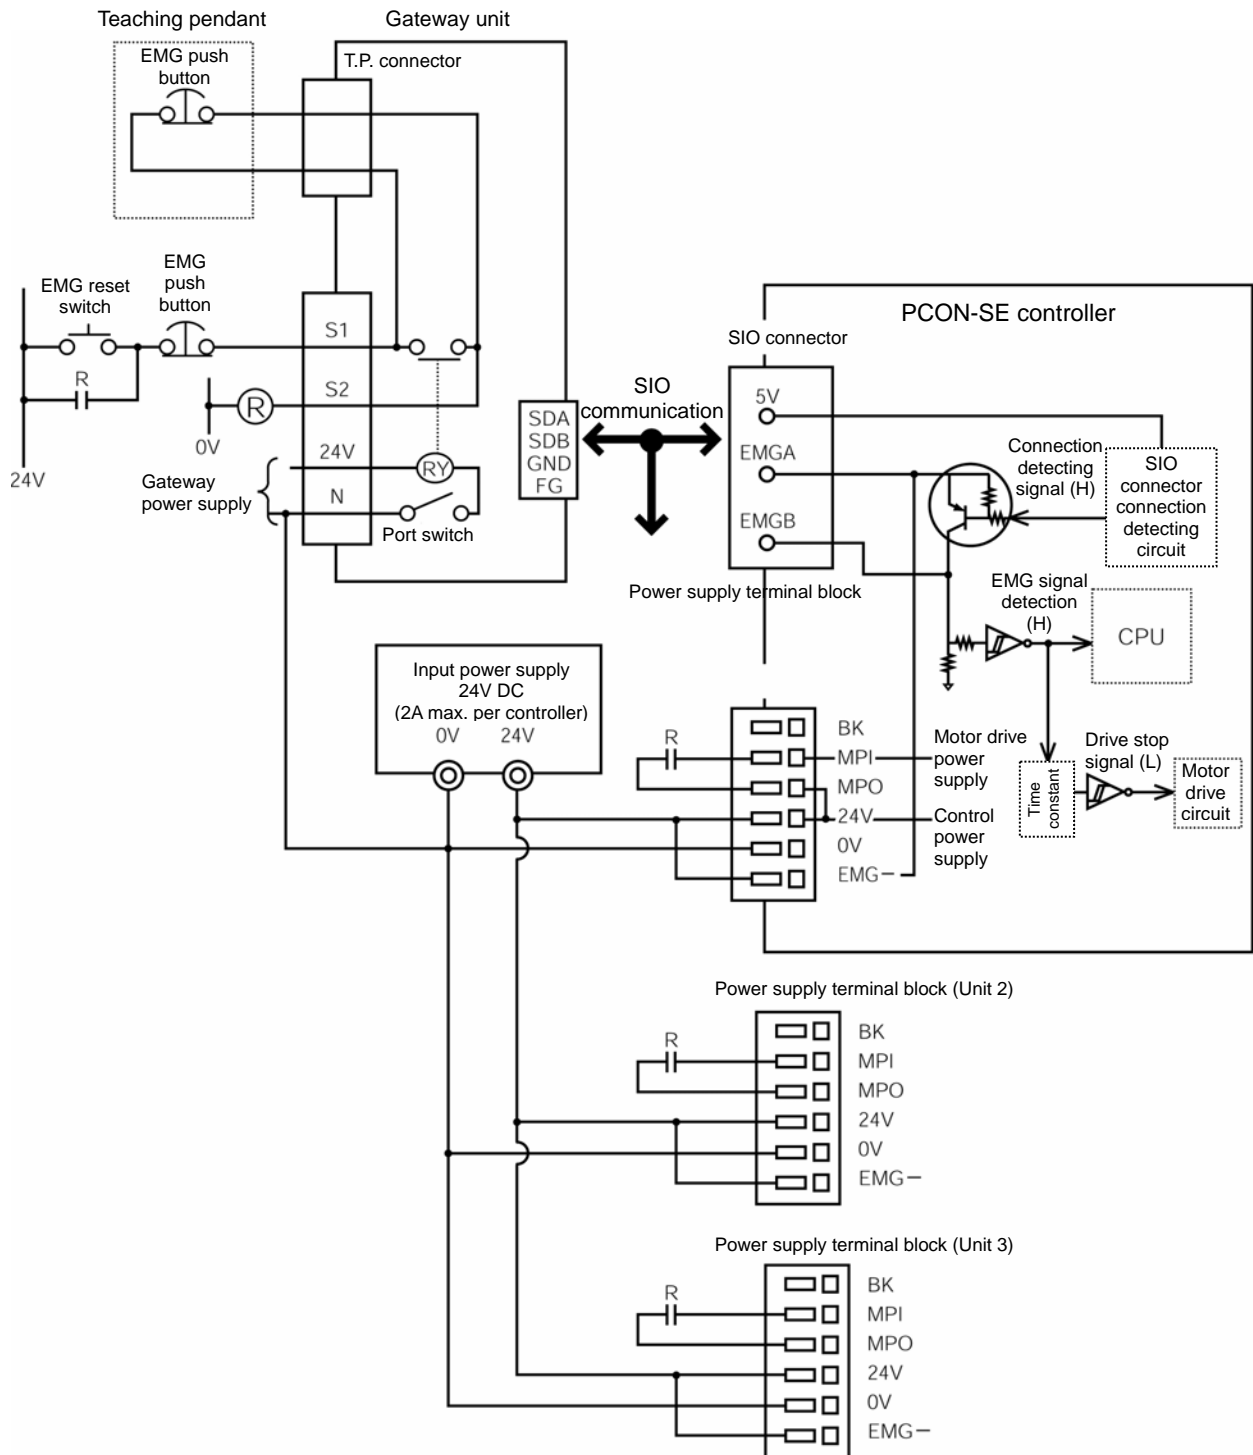 Teaching pendant
Gateway unit
EMG push
button
T.P. connector
EMG reset
switch
EMG
push
button
S1
R
S2
R
0V
24V
24V
RY
Gateway
power supply
N
Port switch
SDA
SDB
GND
FG
SIO
communication
PCON-SE controller
SIO connector
5V
EMGA
EMGB
Connection
detecting
signal (H)
SIO
connector
connection
detecting
circuit
Power supply terminal block
EMG signal
detection
(H)
CPU
Input power supply
24V DC
(2A max. per controller)
0V
24V
R
BK
MPI
MPO
24V
0V
EMG−
Motor drive
power
supply
Control
power
supply
Drive stop
signal (L)
Time
constant
Motor
drive
circuit
Power supply terminal block (Unit 2)
R
BK
MPI
MPO
24V
0V
EMG−
Power supply terminal block (Unit 3)
R
BK
MPI
MPO
24V
0V
EMG−